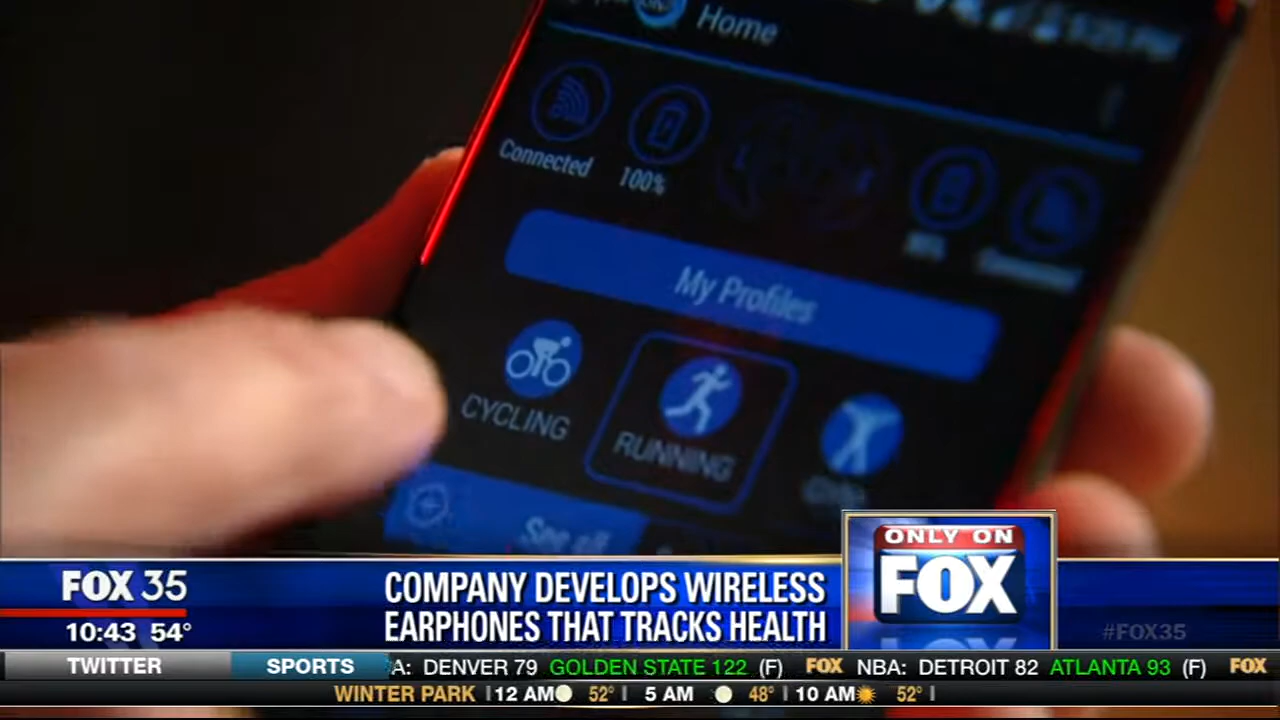 Home
Connected
100%
My Profiles
CYCLING
RUNNING
See all
ONLY ON
FOX
FOX 35
COMPANY DEVELOPS WIRELESS
EARPHONES THAT TRACKS HEALTH
10:43 54°
#FOX35
TWITTER SPORTS A: DENVER 79 GOLDEN STATE 122 (F) FOX NBA: DETROIT 82 ATLANTA 93 (F) FOX
WINTER PARK 12 AM 52° 5 AM 48° 10 AM 52°